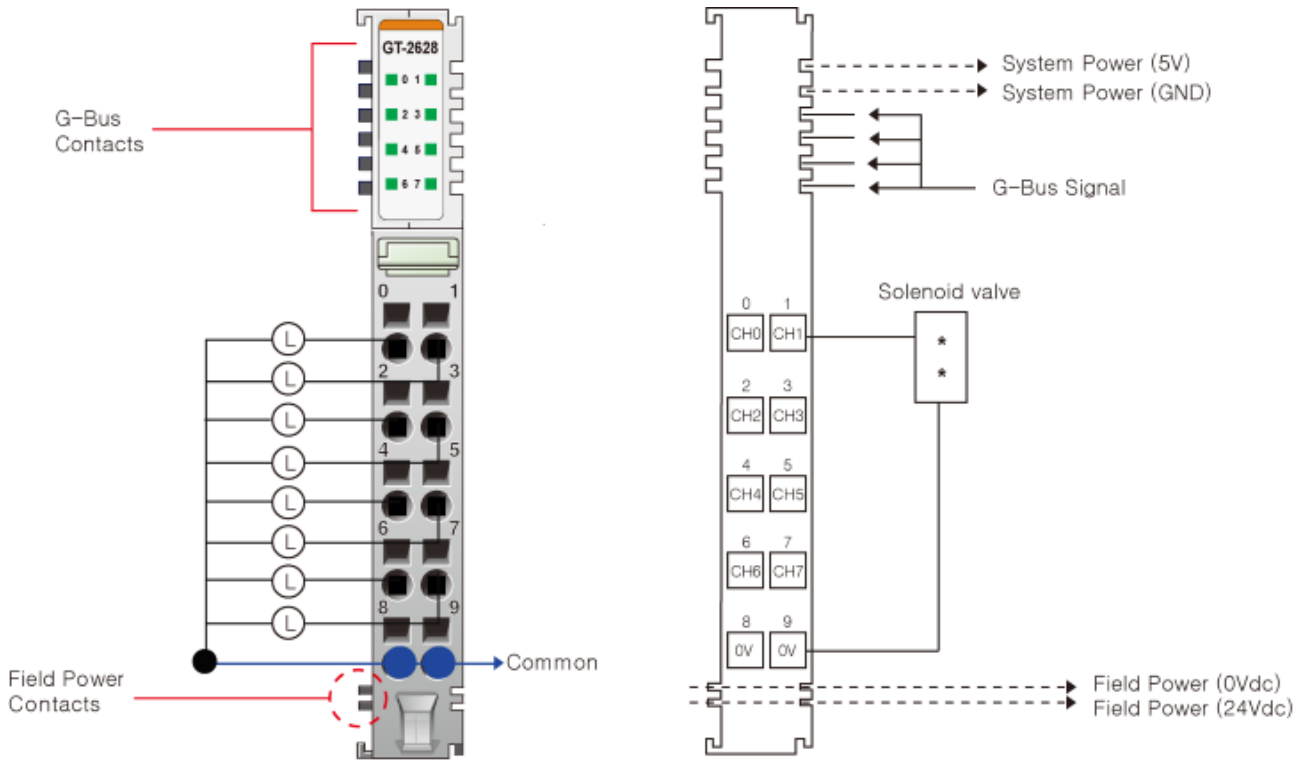 GT-2628
0 1
2 3
4 5
6 7
G-Bus
Contacts
0 1
2 3
4 5
6 7
8 9
L
L
L
L
L
L
L
L
Common
Field Power
Contacts
System Power (5V)
System Power (GND)
G-Bus Signal
Solenoid valve
* 
*
0 1
CH0 CH1
2 3
CH2 CH3
4 5
CH4 CH5
6 7
CH6 CH7
8 9
0V 0V
Field Power (0Vdc)
Field Power (24Vdc)